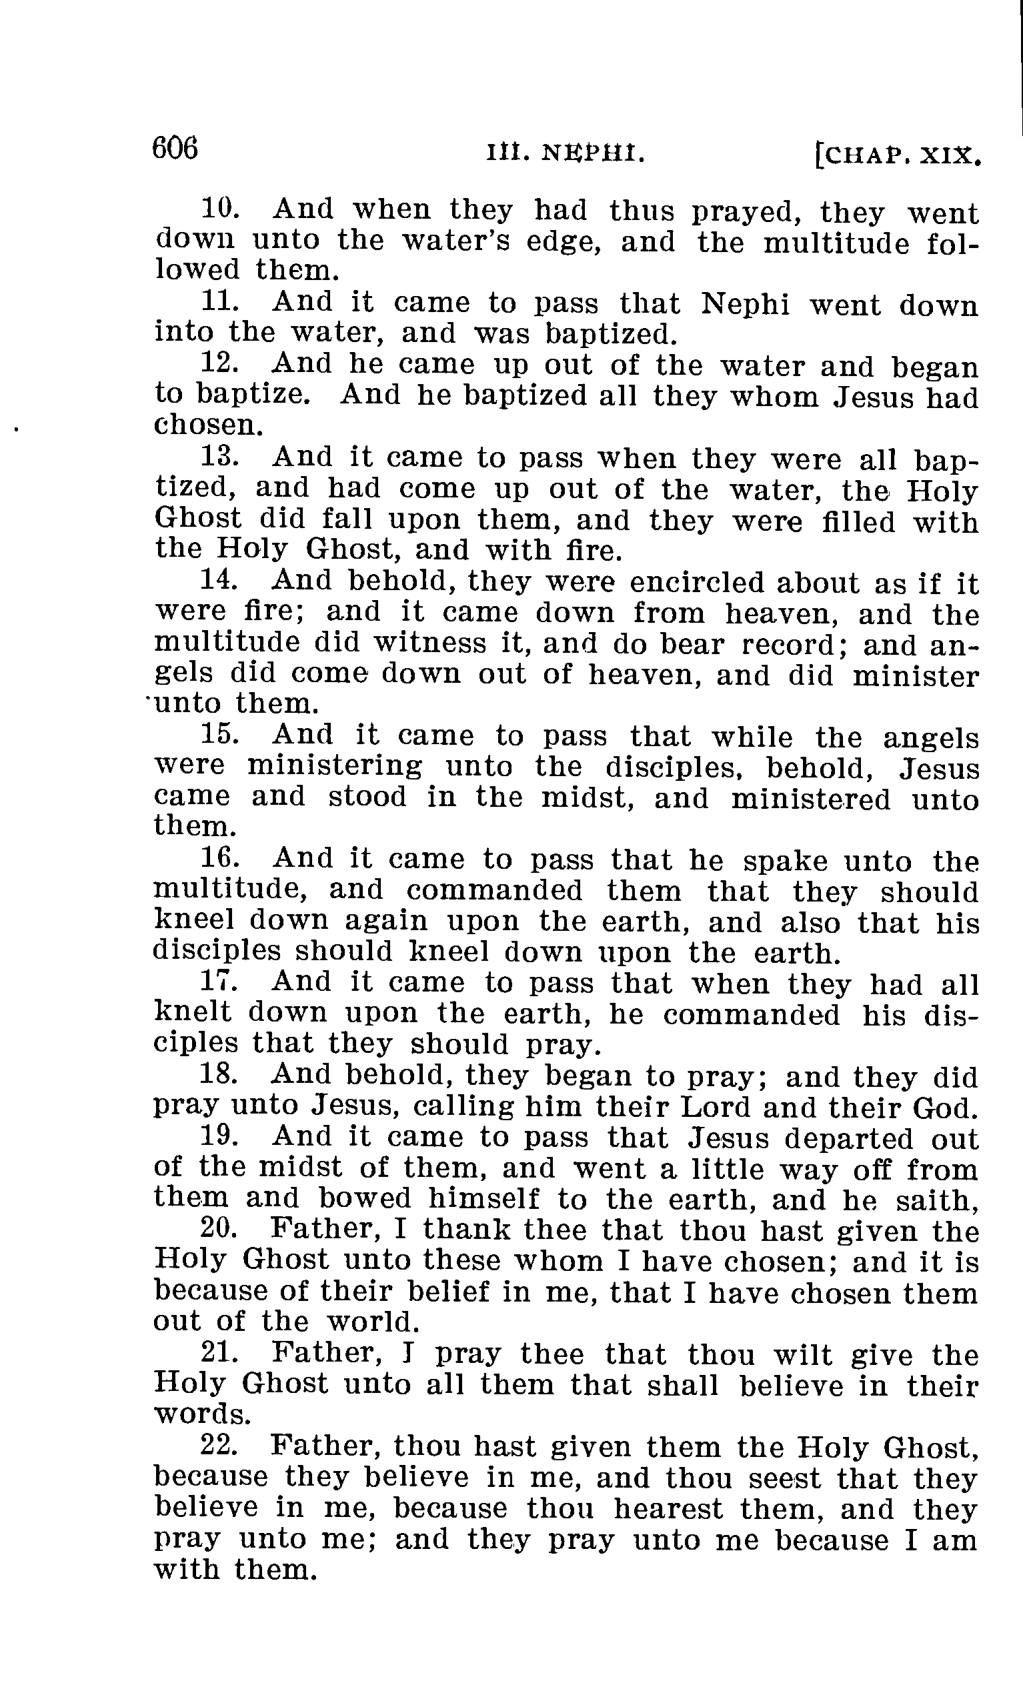 606 III. NEPHI. [CHAP. XIX.
10. And when they had thus prayed, they went
down unto the water's edge, and the multitude fol-
lowed them.
11. And it came to pass that Nephi went down
into the water, and was baptized.
12. And he came up out of the water and began
to baptize. And he baptized all they whom Jesus had
chosen.
13. And it came to pass when they were all bap-
tized, and had come up out of the water, the Holy
Ghost did fall upon them, and they were filled with
the Holy Ghost, and with fire.
14. And behold, they were encircled about as if it
were fire; and it came down from heaven, and the
multitude did witness it, and do bear record; and an-
gels did come down out of heaven, and did minister
unto them.
15. And it came to pass that while the angels
were ministering unto the disciples, behold, Jesus
came and stood in the midst, and ministered unto
them.
16. And it came to pass that he spake unto the
multitude, and commanded them that they should
kneel down again upon the earth, and also that his
disciples should kneel down upon the earth.
17. And it came to pass that when they had all
knelt down upon the earth, he commanded his dis-
ciples that they should pray.
18. And behold, they began to pray; and they did
pray unto Jesus, calling him their Lord and their God.
19. And it came to pass that Jesus departed out
of the midst of them, and went a little way off from
them and bowed himself to the earth, and he saith,
20. Father, I thank thee that thou hast given the
Holy Ghost unto these whom I have chosen; and it is
because of their belief in me, that I have chosen them
out of the world.
21. Father, I pray thee that thou wilt give the
Holy Ghost unto all them that shall believe in their
words.
22. Father, thou hast given them the Holy Ghost,
because they believe in me, and thou seest that they
believe in me, because thou hearest them, and they
pray unto me; and they pray unto me because I am
with them.